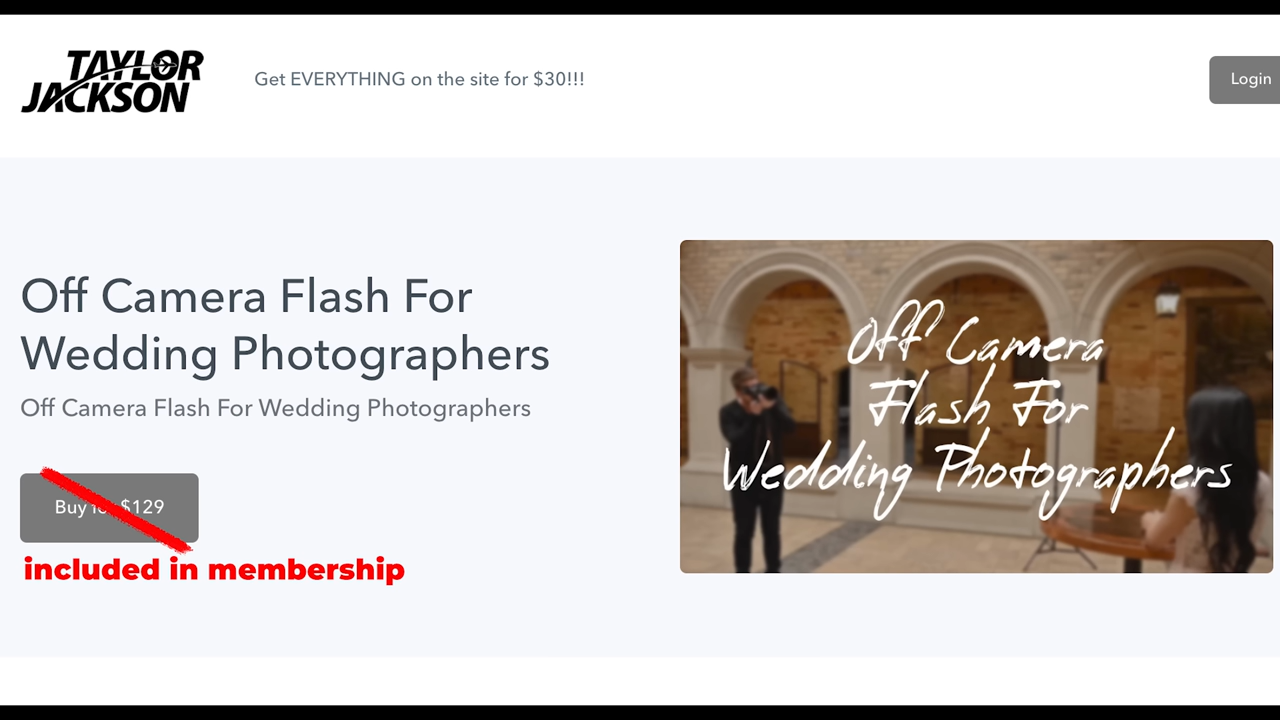 TAYLOR
JACKSON
Get EVERYTHING on the site for $30!!!
Login
Off Camera Flash For
Wedding Photographers
Off Camera Flash For Wedding Photographers
Buy for $129
included in membership
Off Camera
Flash For
Wedding Photographers